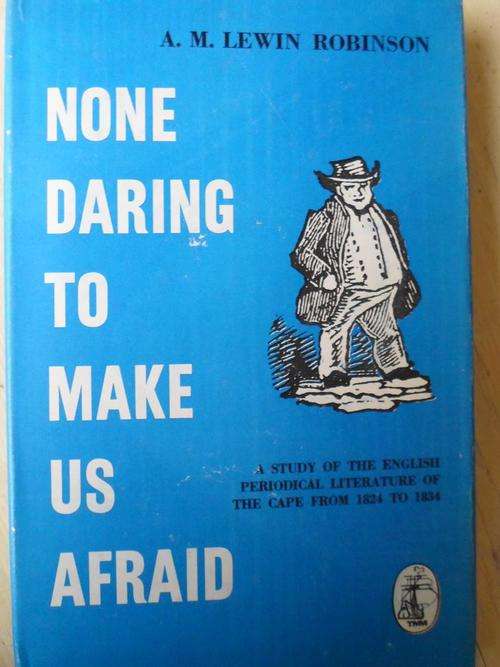 A. M. LEWIN ROBINSON
NONE
DARING
TO
MAKE
US
AFRAID
A STUDY OF THE ENGLISH
PERIODICAL LITERATURE OF
THE CAPE FROM 1824 TO 1834
TMM